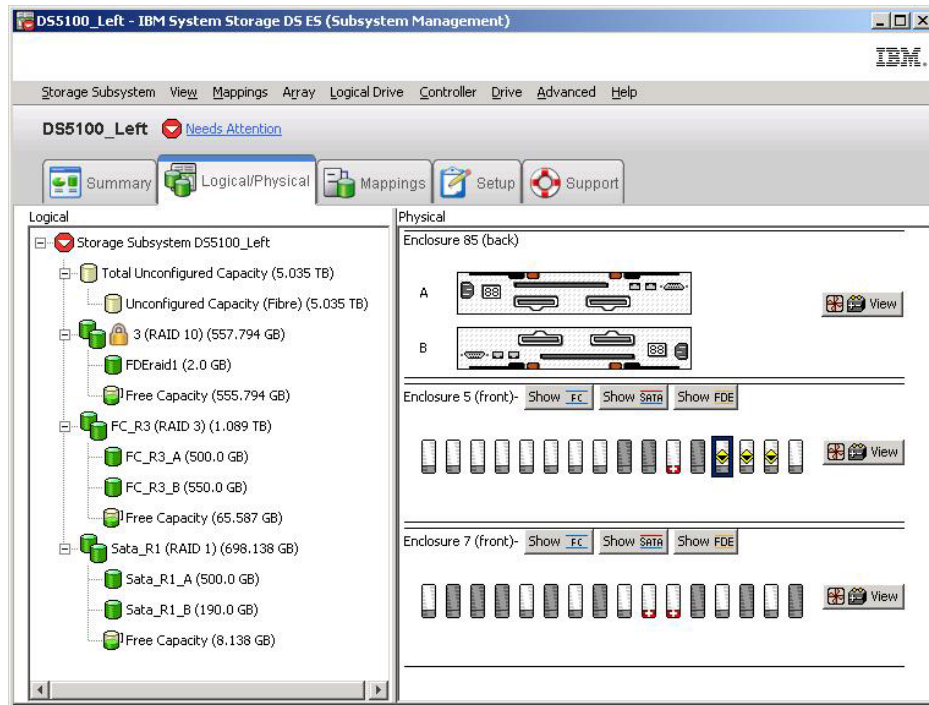 DS5100_Left - IBM System Storage DS ES (Subsystem Management)
IBM.
Storage Subsystem View Mappings Array Logical Drive Controller Drive Advanced Help
DS5100_Left Needs Attention
Summary Logical/Physical Mappings Setup Support
Logical
Storage Subsystem DS5100_Left
Total Unconfigured Capacity (5.035 TB)
Unconfigured Capacity (Fibre) (5.035 TB)
3 (RAID 10) (557.794 GB)
FDEraid1 (2.0 GB)
Free Capacity (555.794 GB)
FC_R3 (RAID 3) (1.089 TB)
FC_R3_A (500.0 GB)
FC_R3_B (550.0 GB)
Free Capacity (65.587 GB)
Sata_R1 (RAID 1) (698.138 GB)
Sata_R1_A (500.0 GB)
Sata_R1_B (190.0 GB)
Free Capacity (8.138 GB)
Physical
Enclosure 85 (back)
A 88
View
B 88
Enclosure 5 (front)- Show FC Show SATA Show FDE
View
Enclosure 7 (front)- Show FC Show SATA Show FDE
View